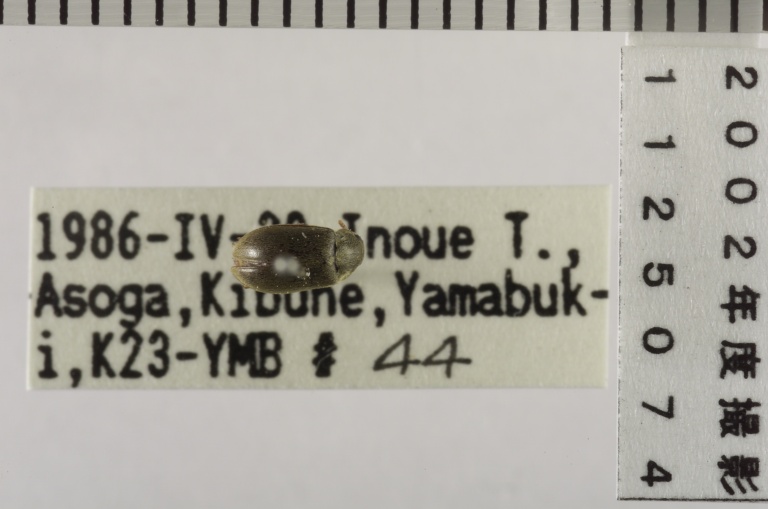 1986-IV- Inoue T.,
Asoga,Kibune,Yamabuk-
i,K23-YMB # 44
2002年度撮影
1125074